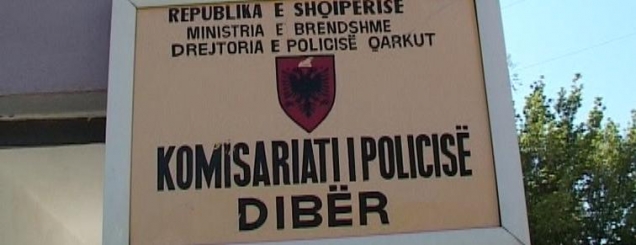 REPUBLIKA E SHQIPERISE
MINISTRIA E BRENDSHME
DREJTORIA E POLICISË QARKUT
KOMISARIATI I POLICISË
DIBËR